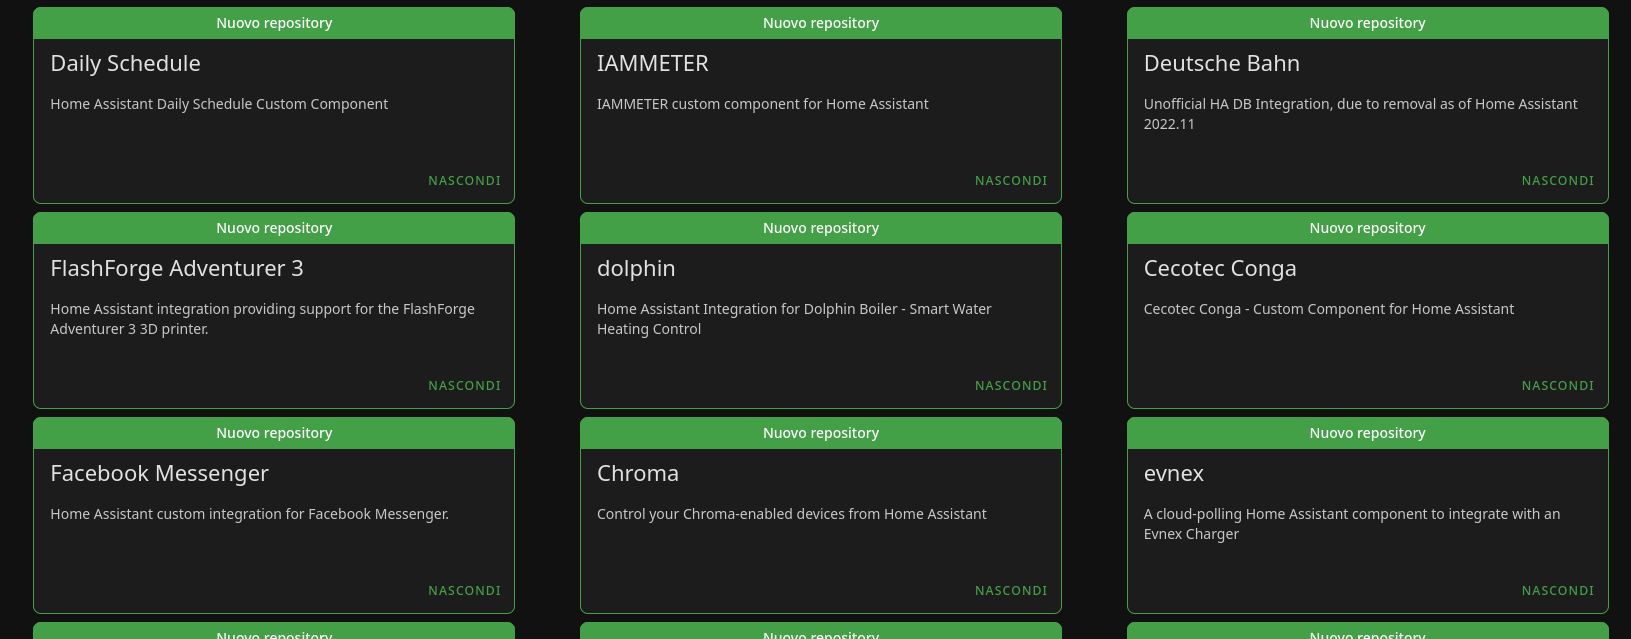 Nuovo repository
Daily Schedule
Home Assistant Daily Schedule Custom Component
NASCONDI
Nuovo repository
IAMMETER
IAMMETER custom component for Home Assistant
NASCONDI
Nuovo repository
Deutsche Bahn
Unofficial HA DB Integration, due to removal as of Home Assistant
2022.11
NASCONDI
Nuovo repository
FlashForge Adventurer 3
Home Assistant integration providing support for the FlashForge
Adventurer 3 3D printer.
NASCONDI
Nuovo repository
dolphin
Home Assistant Integration for Dolphin Boiler - Smart Water
Heating Control
NASCONDI
Nuovo repository
Cecotec Conga
Cecotec Conga - Custom Component for Home Assistant
NASCONDI
Nuovo repository
Facebook Messenger
Home Assistant custom integration for Facebook Messenger.
NASCONDI
Nuovo repository
Chroma
Control your Chroma-enabled devices from Home Assistant
NASCONDI
Nuovo repository
evnex
A cloud-polling Home Assistant component to integrate with an
Evnex Charger
NASCONDI
Nuovo repository
Nuovo repository
Nuovo repository